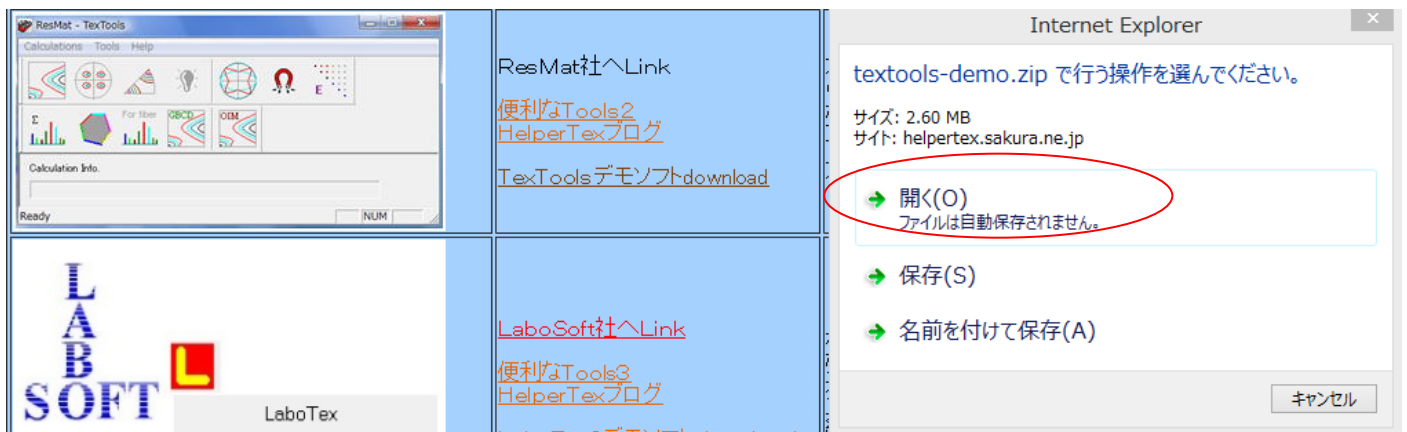 ResMat - TexTools
Calculations Tools Help
E
Σ
For fiber
GBCD
OIM
Calculation Info.
Ready
NUM
ResMat社へLink
便利なTools2
HelperTexブログ
TexToolsデモソフトdownload
LABO
SOFT
LaboTex
LaboSoft社へLink
便利なTools3
HelperTexブログ
Internet Explorer
textools-demo.zip で行う操作を選んでください。
サイズ: 2.60 MB
サイト: helpertex.sakura.ne.jp
開く(O)
ファイルは自動保存されません。
保存(S)
名前を付けて保存(A)
キャンセル